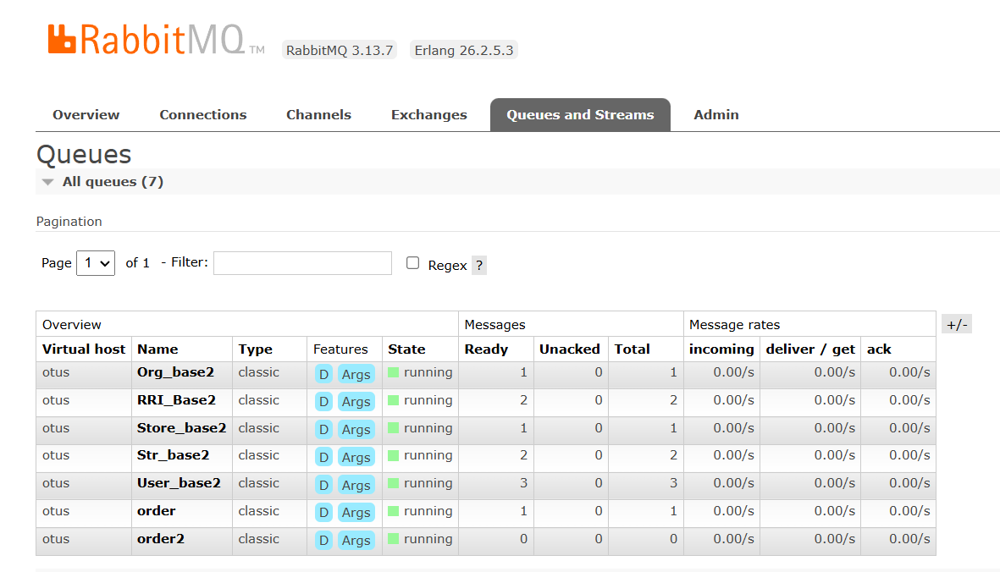 RabbitMQ TM RabbitMQ 3.13.7 Erlang 26.2.5.3
Overview Connections Channels Exchanges Queues and Streams Admin
Queues
All queues (7)
Pagination
Page 1 of 1 - Filter: Regex ?
Overview Messages Message rates +/-
Virtual host Name Type Features State Ready Unacked Total incoming deliver / get ack
otus Org_base2 classic D Args running 1 0 1 0.00/s 0.00/s 0.00/s
otus RRI_Base2 classic D Args running 2 0 2 0.00/s 0.00/s 0.00/s
otus Store_base2 classic D Args running 1 0 1 0.00/s 0.00/s 0.00/s
otus Str_base2 classic D Args running 2 0 2 0.00/s 0.00/s 0.00/s
otus User_base2 classic D Args running 3 0 3 0.00/s 0.00/s 0.00/s
otus order classic D Args running 1 0 1 0.00/s 0.00/s 0.00/s
otus order2 classic D Args running 0 0 0 0.00/s 0.00/s 0.00/s